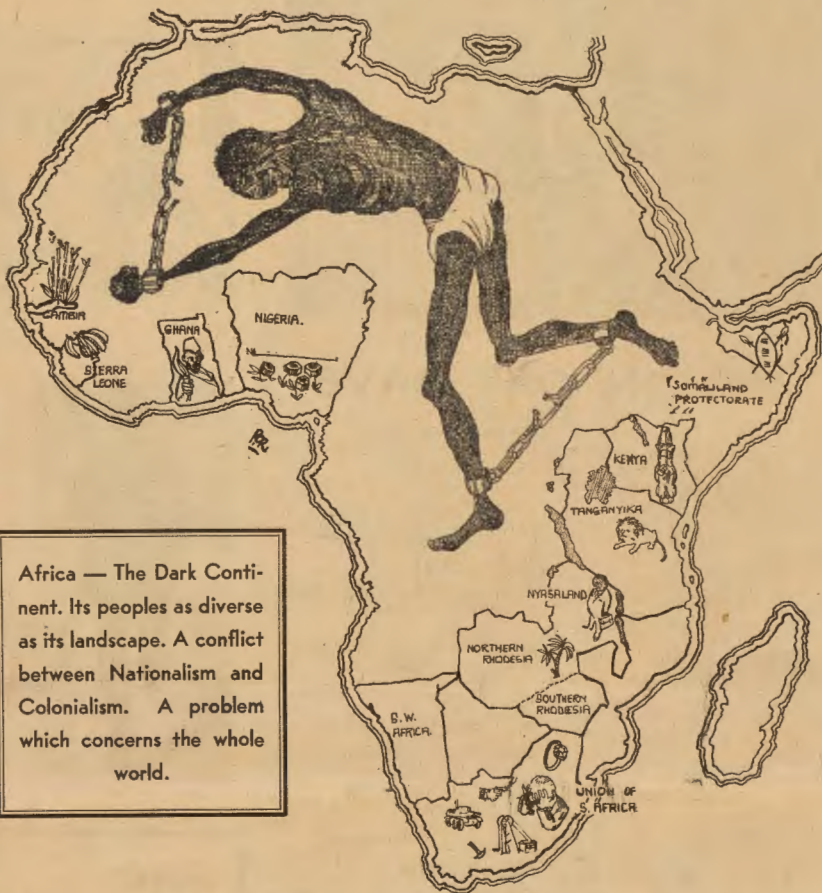 GAMBIA
SIERRA
LEONE
GHANA
NIGERIA.
SOMALILAND
PROTECTORATE
KENYA
TANGANYIKA
NYASALAND
NORTHERN
RHODESIA
SOUTHERN
RHODESIA
S.W.
AFRICA.
UNION OF
S. AFRICA
Africa — The Dark Conti-
nent. Its peoples as diverse
as its landscape. A conflict
between Nationalism and
Colonialism. A problem
which concerns the whole
world.